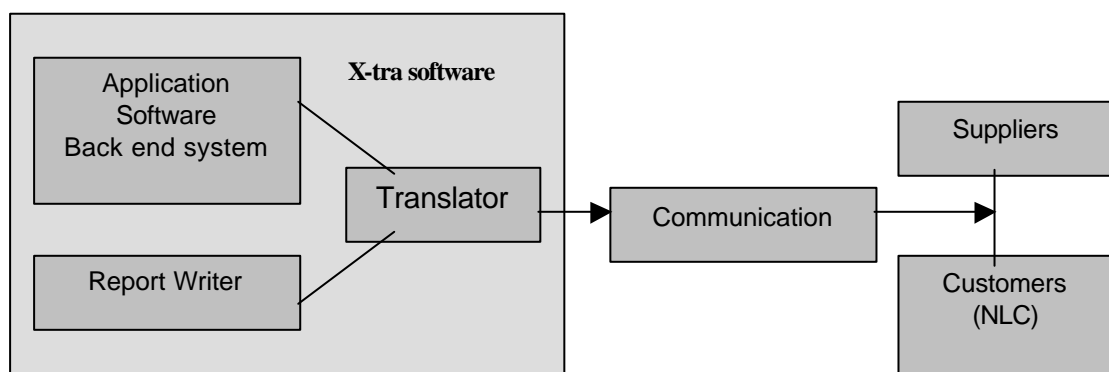 X-tra software
Application
Software
Back end system
Translator
Report Writer
Communication
Suppliers
Customers
(NLC)